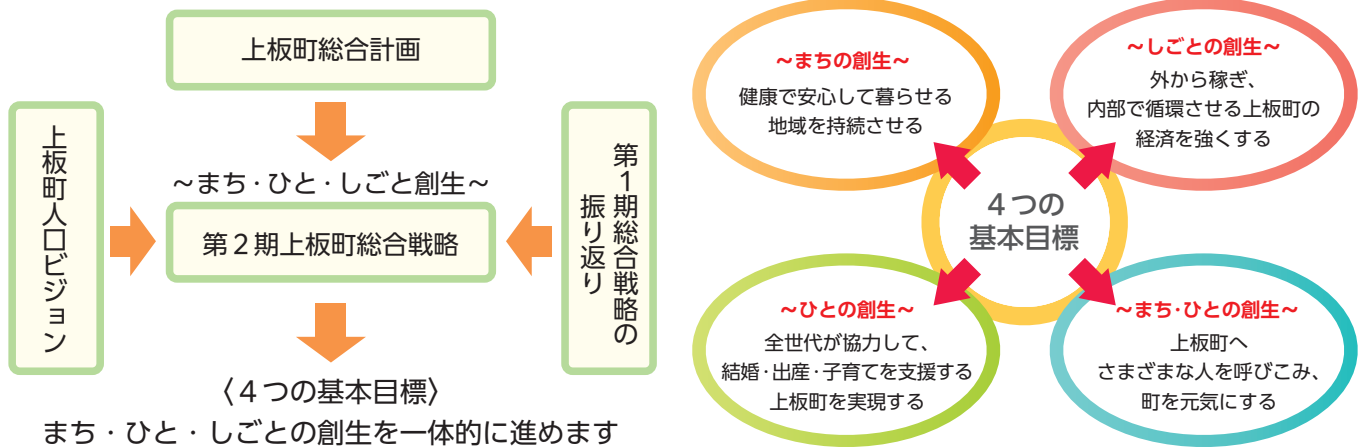 上板町総合計画
上板町人口ビジョン
～まち・ひと・しごと創生～
第２期上板町総合戦略
第１期総合戦略の
振り返り
〈４つの基本目標〉
まち・ひと・しごとの創生を一体的に進めます
～まちの創生～
健康で安心して暮らせる
地域を持続させる
～しごとの創生～
外から稼ぎ、
内部で循環させる上板町の
経済を強くする
４つの
基本目標
～ひとの創生～
全世代が協力して、
結婚・出産・子育てを支援する
上板町を実現する
～まち・ひとの創生～
上板町へ
さまざまな人を呼びこみ、
町を元気にする